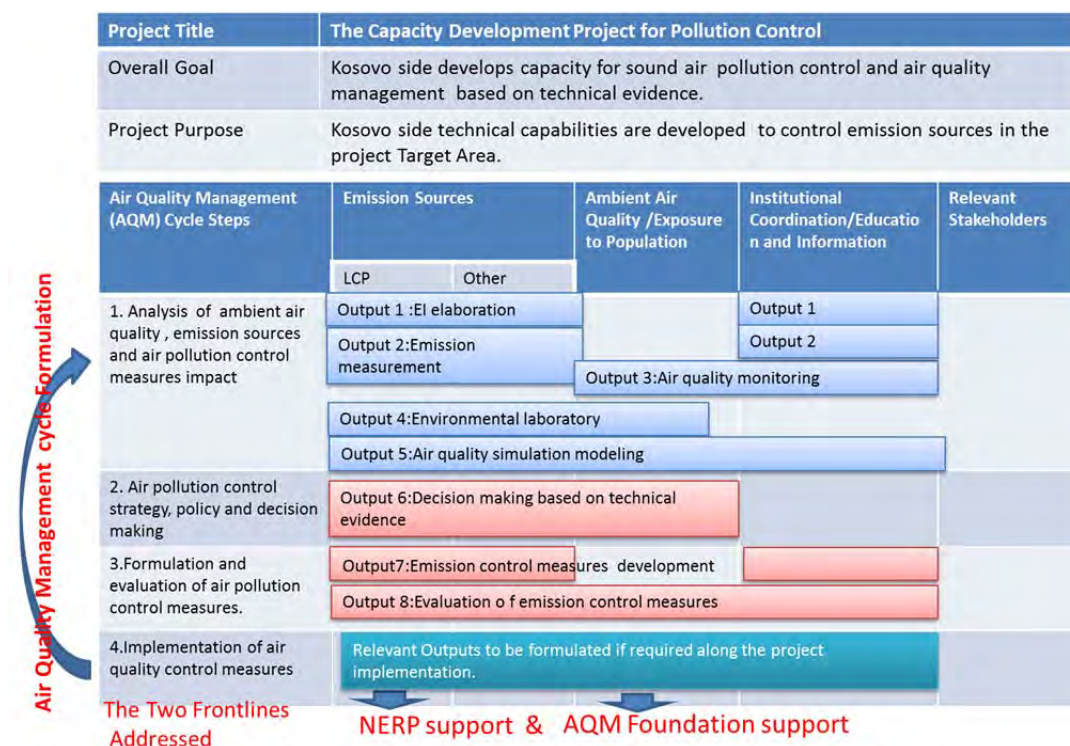 Project Title
The Capacity Development Project for Pollution Control
Overall Goal
Kosovo side develops capacity for sound air pollution control and air quality
management based on technical evidence.
Project Purpose
Kosovo side technical capabilities are developed to control emission sources in the
project Target Area.
Air Quality Management
(AQM) Cycle Steps
Emission Sources
Ambient Air
Quality /Exposure
to Population
Institutional
Coordination/Educatio
n and Information
Relevant
Stakeholders
LCP
Other
1. Analysis of ambient air
quality , emission sources
and air pollution control
measures impact
Output 1 :EI elaboration
Output 1
Output 2:Emission
measurement
Output 2
Output 3:Air quality monitoring
Output 4:Environmental laboratory
Output 5:Air quality simulation modeling
2. Air pollution control
strategy, policy and decision
making
Output 6:Decision making based on technical
evidence
3.Formulation and
evaluation of air pollution
control measures.
Output7:Emission control measures development
Output 8:Evaluation o f emission control measures
4.Implementation of air
quality control measures
Relevant Outputs to be formulated if required along the project
implementation.
Air Quality Management cycle Formulation
The Two Frontlines
Addressed
NERP support & AQM Foundation support